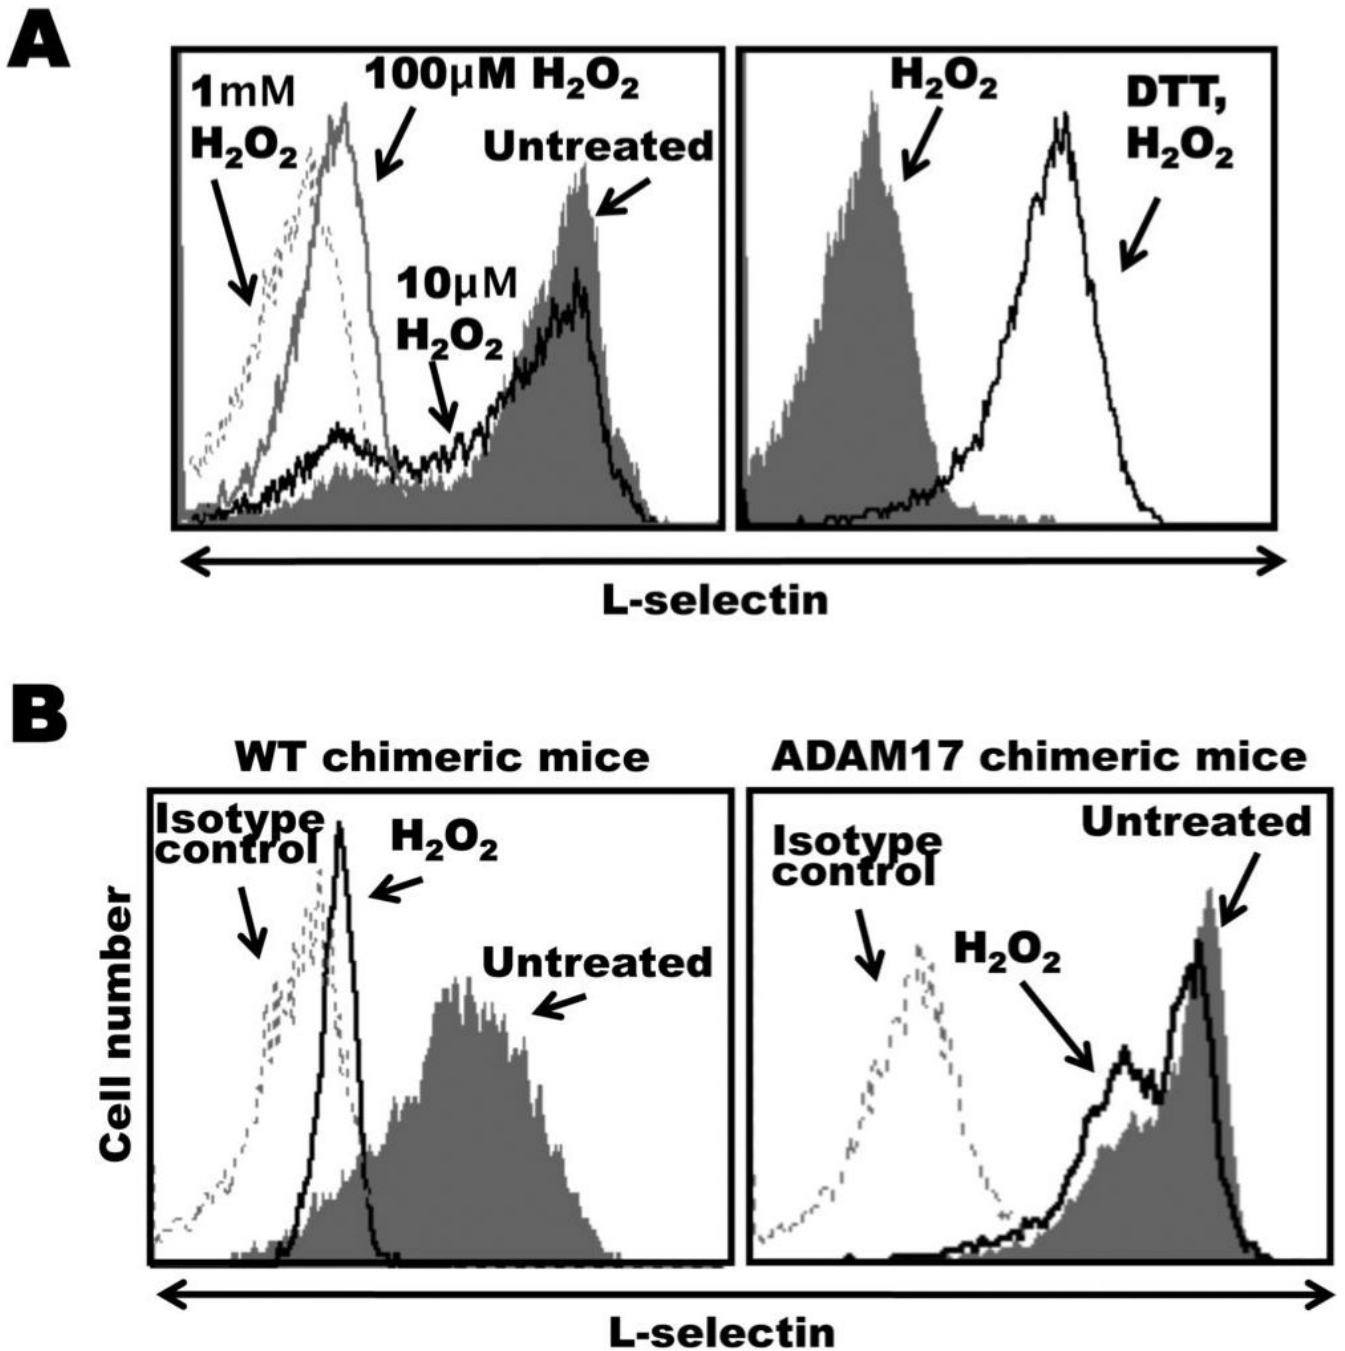 A
1mM
H₂O₂
100µM H₂O₂
Untreated
10µM
H₂O₂
H₂O₂
DTT,
H₂O₂
L-selectin
B
WT chimeric mice
ADAM17 chimeric mice
Isotype
control
H₂O₂
Untreated
Isotype
control
H₂O₂
Untreated
Cell number
L-selectin